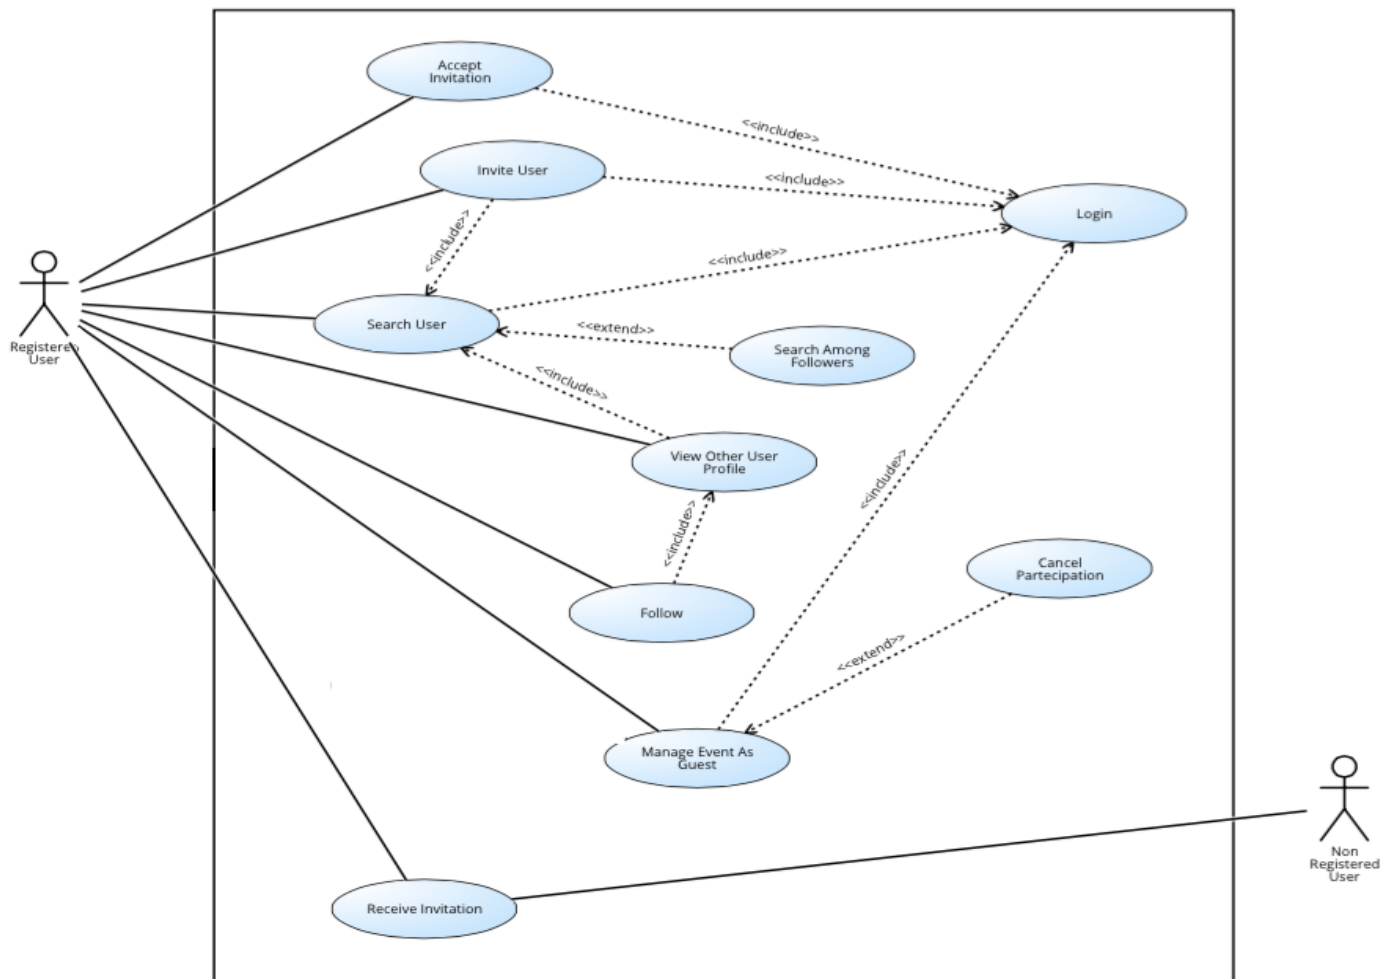 Accept
Invitation
<<include>>
Invite User
<<include>>
Login
<<include>>
<<include>>
Registered
User
Search User
<<extend>>
Search Among
Followers
<<include>>
View Other User
Profile
<<include>>
<<include>>
Cancel
Partecipation
Follow
<<extend>>
Manage Event As
Guest
Non
Registered
User
Receive Invitation